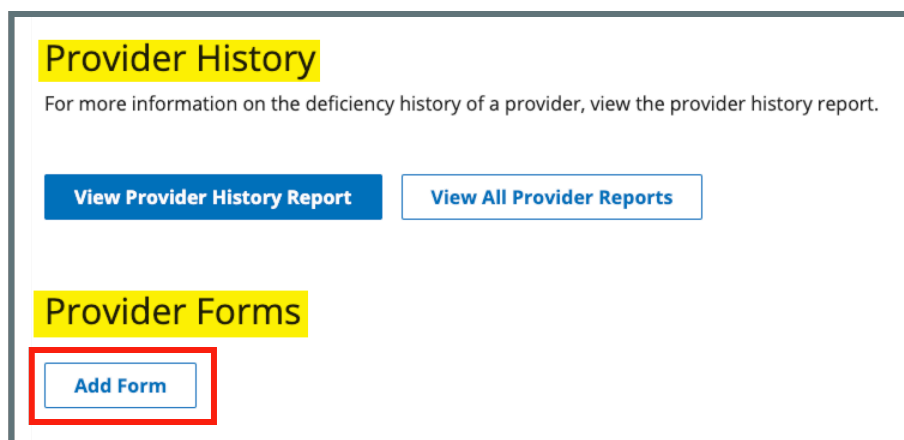 Provider History
For more information on the deficiency history of a provider, view the provider history report.
View Provider History Report
View All Provider Reports
Provider Forms
Add Form